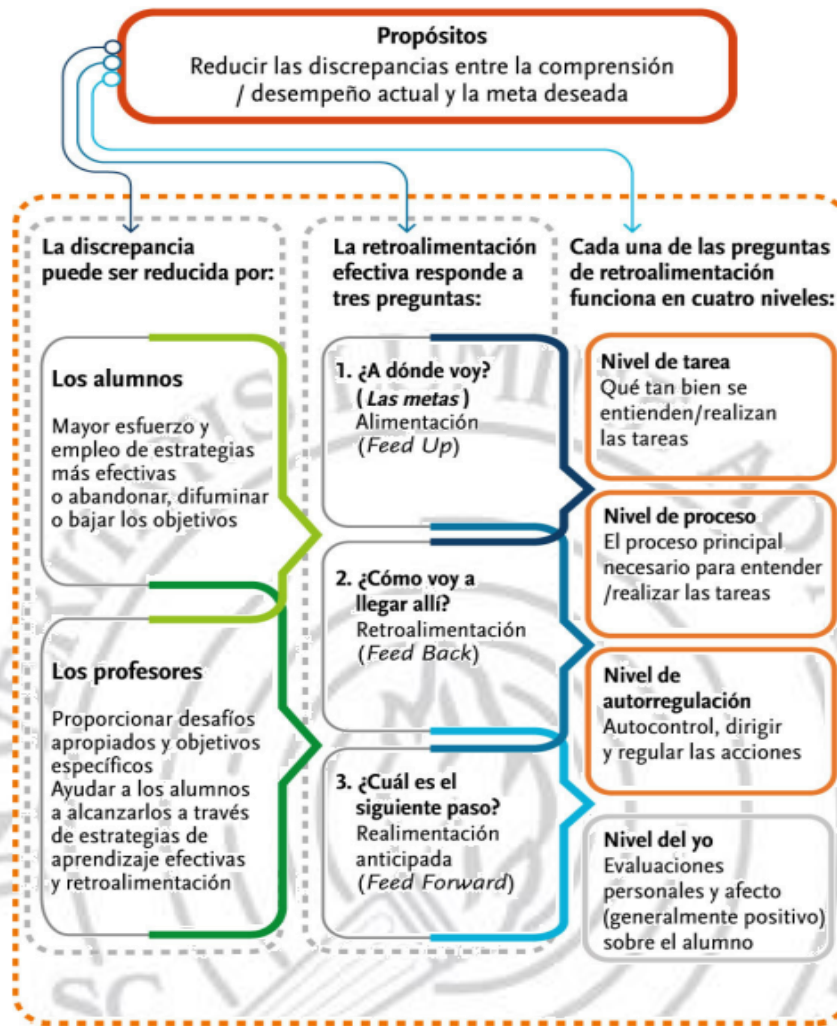 Propósitos
Reducir las discrepancias entre la comprensión
/ desempeño actual y la meta deseada
La discrepancia
puede ser reducida por:
Los alumnos
Mayor esfuerzo y
empleo de estrategias
más efectivas
o abandonar, difuminar
o bajar los objetivos
Los profesores
Proporcionar desafíos
apropiados y objetivos
específicos
Ayudar a los alumnos
a alcanzarlos a través
de estrategias de
aprendizaje efectivas
y retroalimentación
La retroalimentación
efectiva responde a
tres preguntas:
1. ¿A dónde voy?
(Las metas )
Alimentación
(Feed Up)
2. ¿Cómo voy a
llegar allí?
Retroalimentación
(Feed Back)
3. ¿Cuál es el
siguiente paso?
Realimentación
anticipada
(Feed Forward)
Cada una de las preguntas
de retroalimentación
funciona en cuatro niveles:
Nivel de tarea
Qué tan bien se
entienden/realizan
las tareas
Nivel de proceso
El proceso principal
necesario para entender
/realizar las tareas
Nivel de
autorregulación
Autocontrol, dirigir
y regular las acciones
Nivel del yo
Evaluaciones
personales y afecto
(generalmente positivo)
sobre el alumno